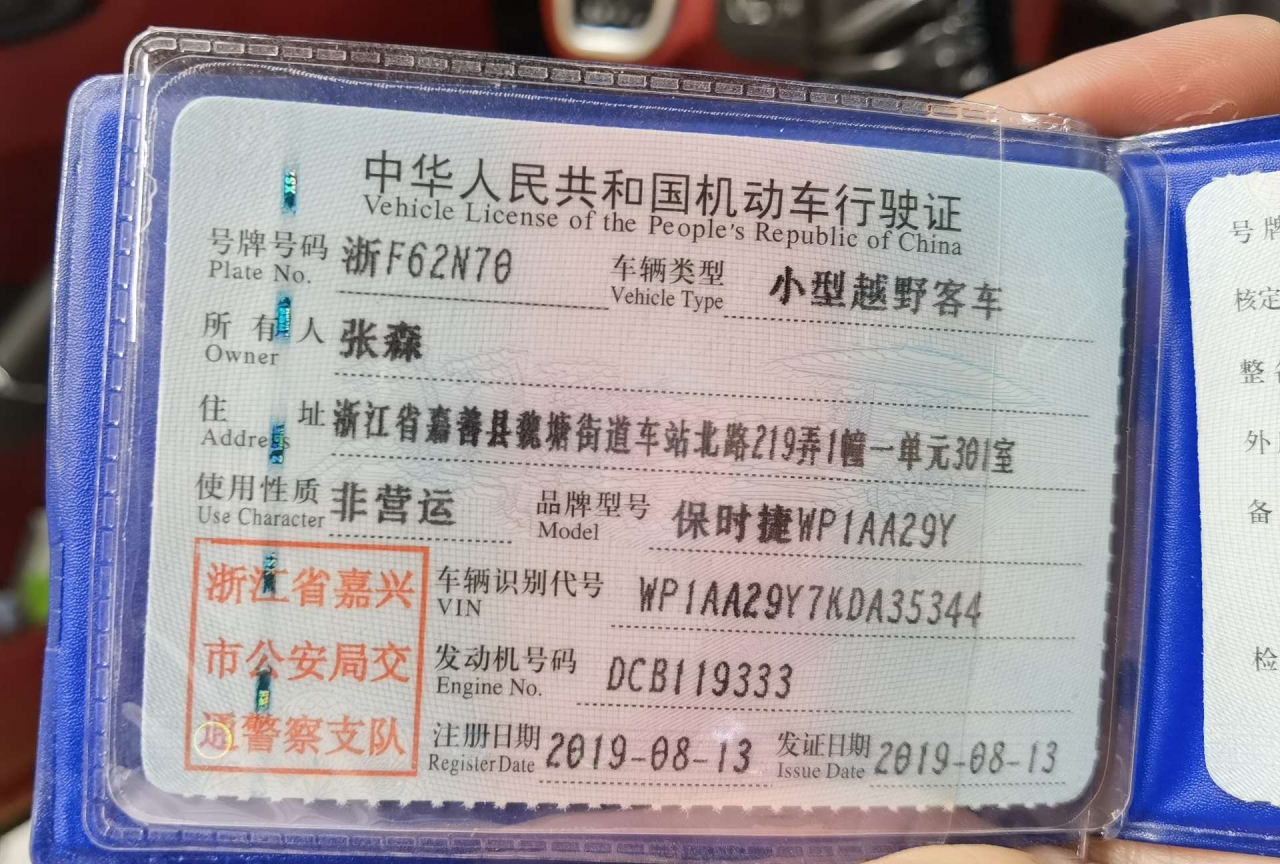 中华人民共和国机动车行驶证
Vehicle License of the People's Republic of China
号牌号码 浙F62N70 车辆类型 小型越野客车
Plate No. Vehicle Type
所有人 张森
Owner
住址 浙江省嘉善县魏塘街道车站北路219弄1幢一单元301室
Address
使用性质 非营运 品牌型号 保时捷WP1AA29Y
Use Character Model
浙江省嘉兴
市公安局交
通警察支队
车辆识别代号 WP1AA29Y7KDA35344
VIN
发动机号码 DCB119333
Engine No.
注册日期 2019-08-13 发证日期 2019-08-13
Register Date Issue Date
号牌
核定
整备
外
备
检